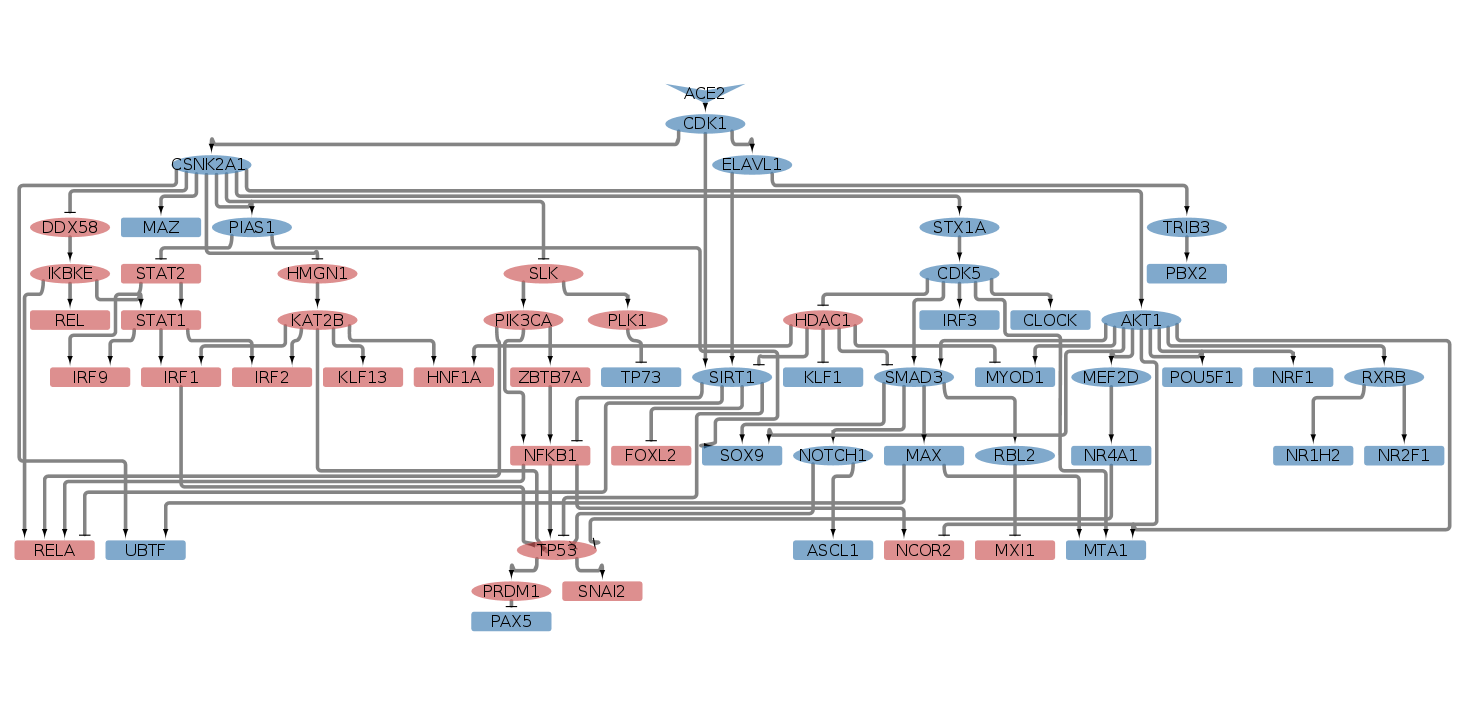 ACE2
CDK1
CSNK2A1 ELAVL1
DDX58 MAZ PIAS1 STX1A TRIB3
IKBKE STAT2 HMGN1 SLK CDK5 PBX2
REL STAT1 KAT2B PIK3CA PLK1 HDAC1 IRF3 CLOCK AKT1
IRF9 IRF1 IRF2 KLF13 HNF1A ZBTB7A TP73 SIRT1 KLF1 SMAD3 MYOD1 MEF2D POU5F1 NRF1 RXRB
NFKB1 FOXL2 SOX9 NOTCH1 MAX RBL2 NR4A1 NR1H2 NR2F1
RELA UBTF TP53 ASCL1 NCOR2 MXI1 MTA1
PRDM1 SNAI2
PAX5